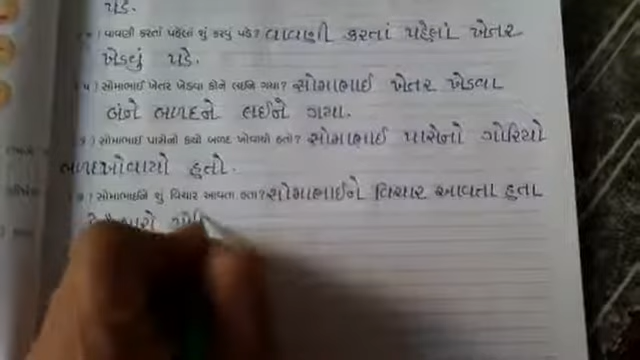 પડે.
વાવણી કરતાં પહેલાં શું કરવું પડે? વાવણી કરતાં પહેલાં ખેતર
ખેડવું પડે.
૫) સોમાભાઈ ખેતર ખેડવા કોને લઈને ગયા? સોમાભાઈ ખેતર ખેડવા
બંને બળદને લઈને ગયા.
સોમાભાઈ પાસેનો કયો બળદ ખોવાયો હતો? સોમાભાઈ પાસેનો ગોરિયો
બળદ ખોવાયો હતો.
સોમાભાઈને શું વિચાર આવતા હતા? સોમાભાઈને વિચાર આવતા હતા